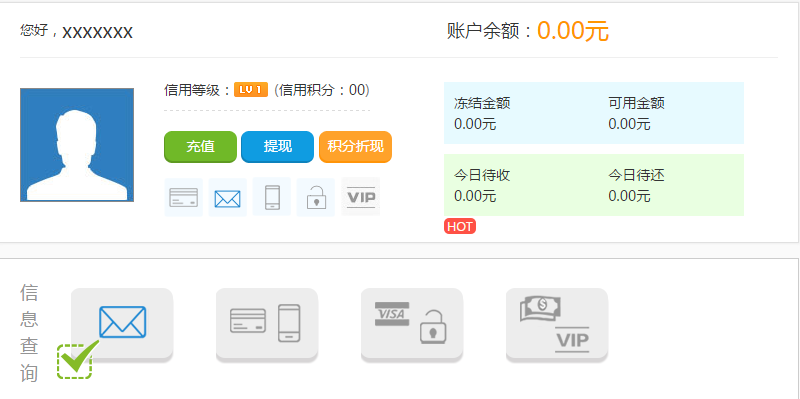 您好，xxxxxxx
账户余额：0.00元
信用等级：LV 1 (信用积分：00)
充值 提现 积分折现
VIP
冻结金额 可用金额
0.00元 0.00元
今日待收 今日待还
0.00元 0.00元
HOT
信息查询
VISA
$
VIP